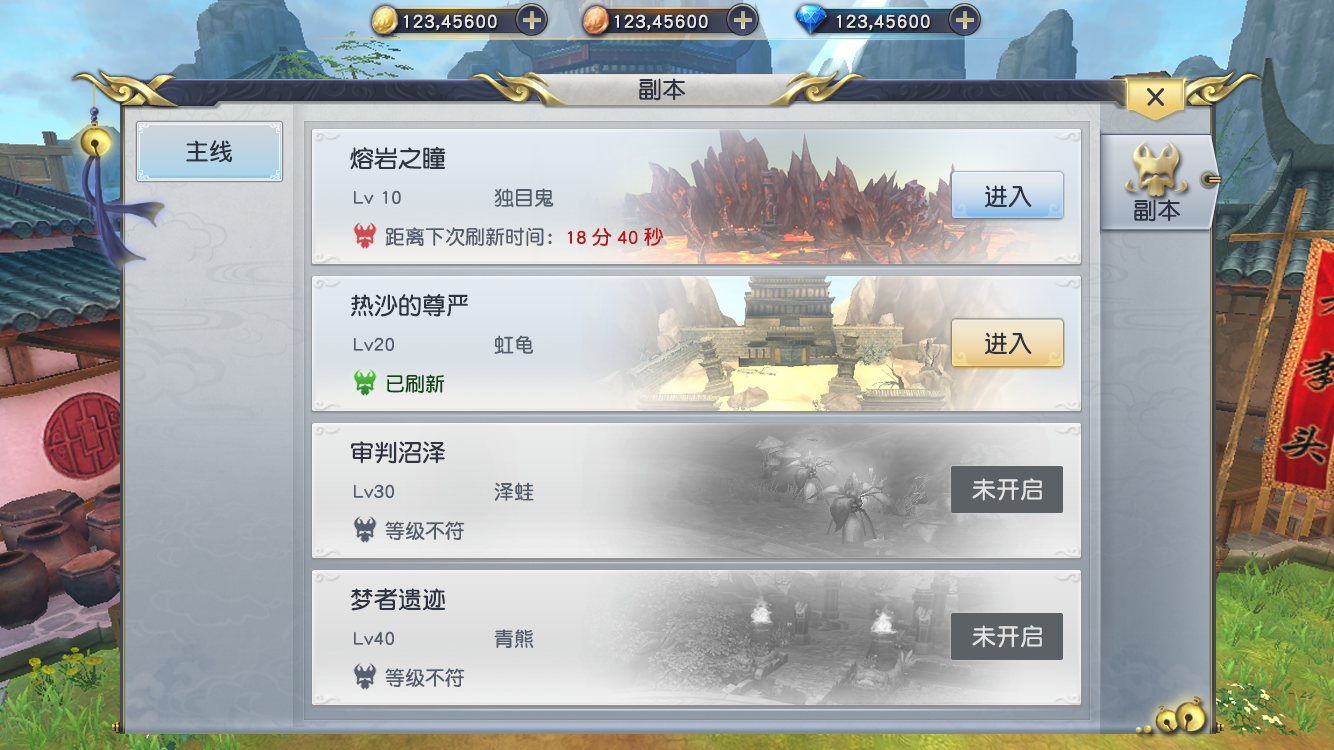 123,45600
123,45600
123,45600
副本
主线
副本
熔岩之瞳
Lv 10 独目鬼
距离下次刷新时间：18 分 40 秒
进入
热沙的尊严
Lv20 虹龟
已刷新
进入
审判沼泽
Lv30 泽蛙
等级不符
未开启
梦者遗迹
Lv40 青熊
等级不符
未开启
李
头